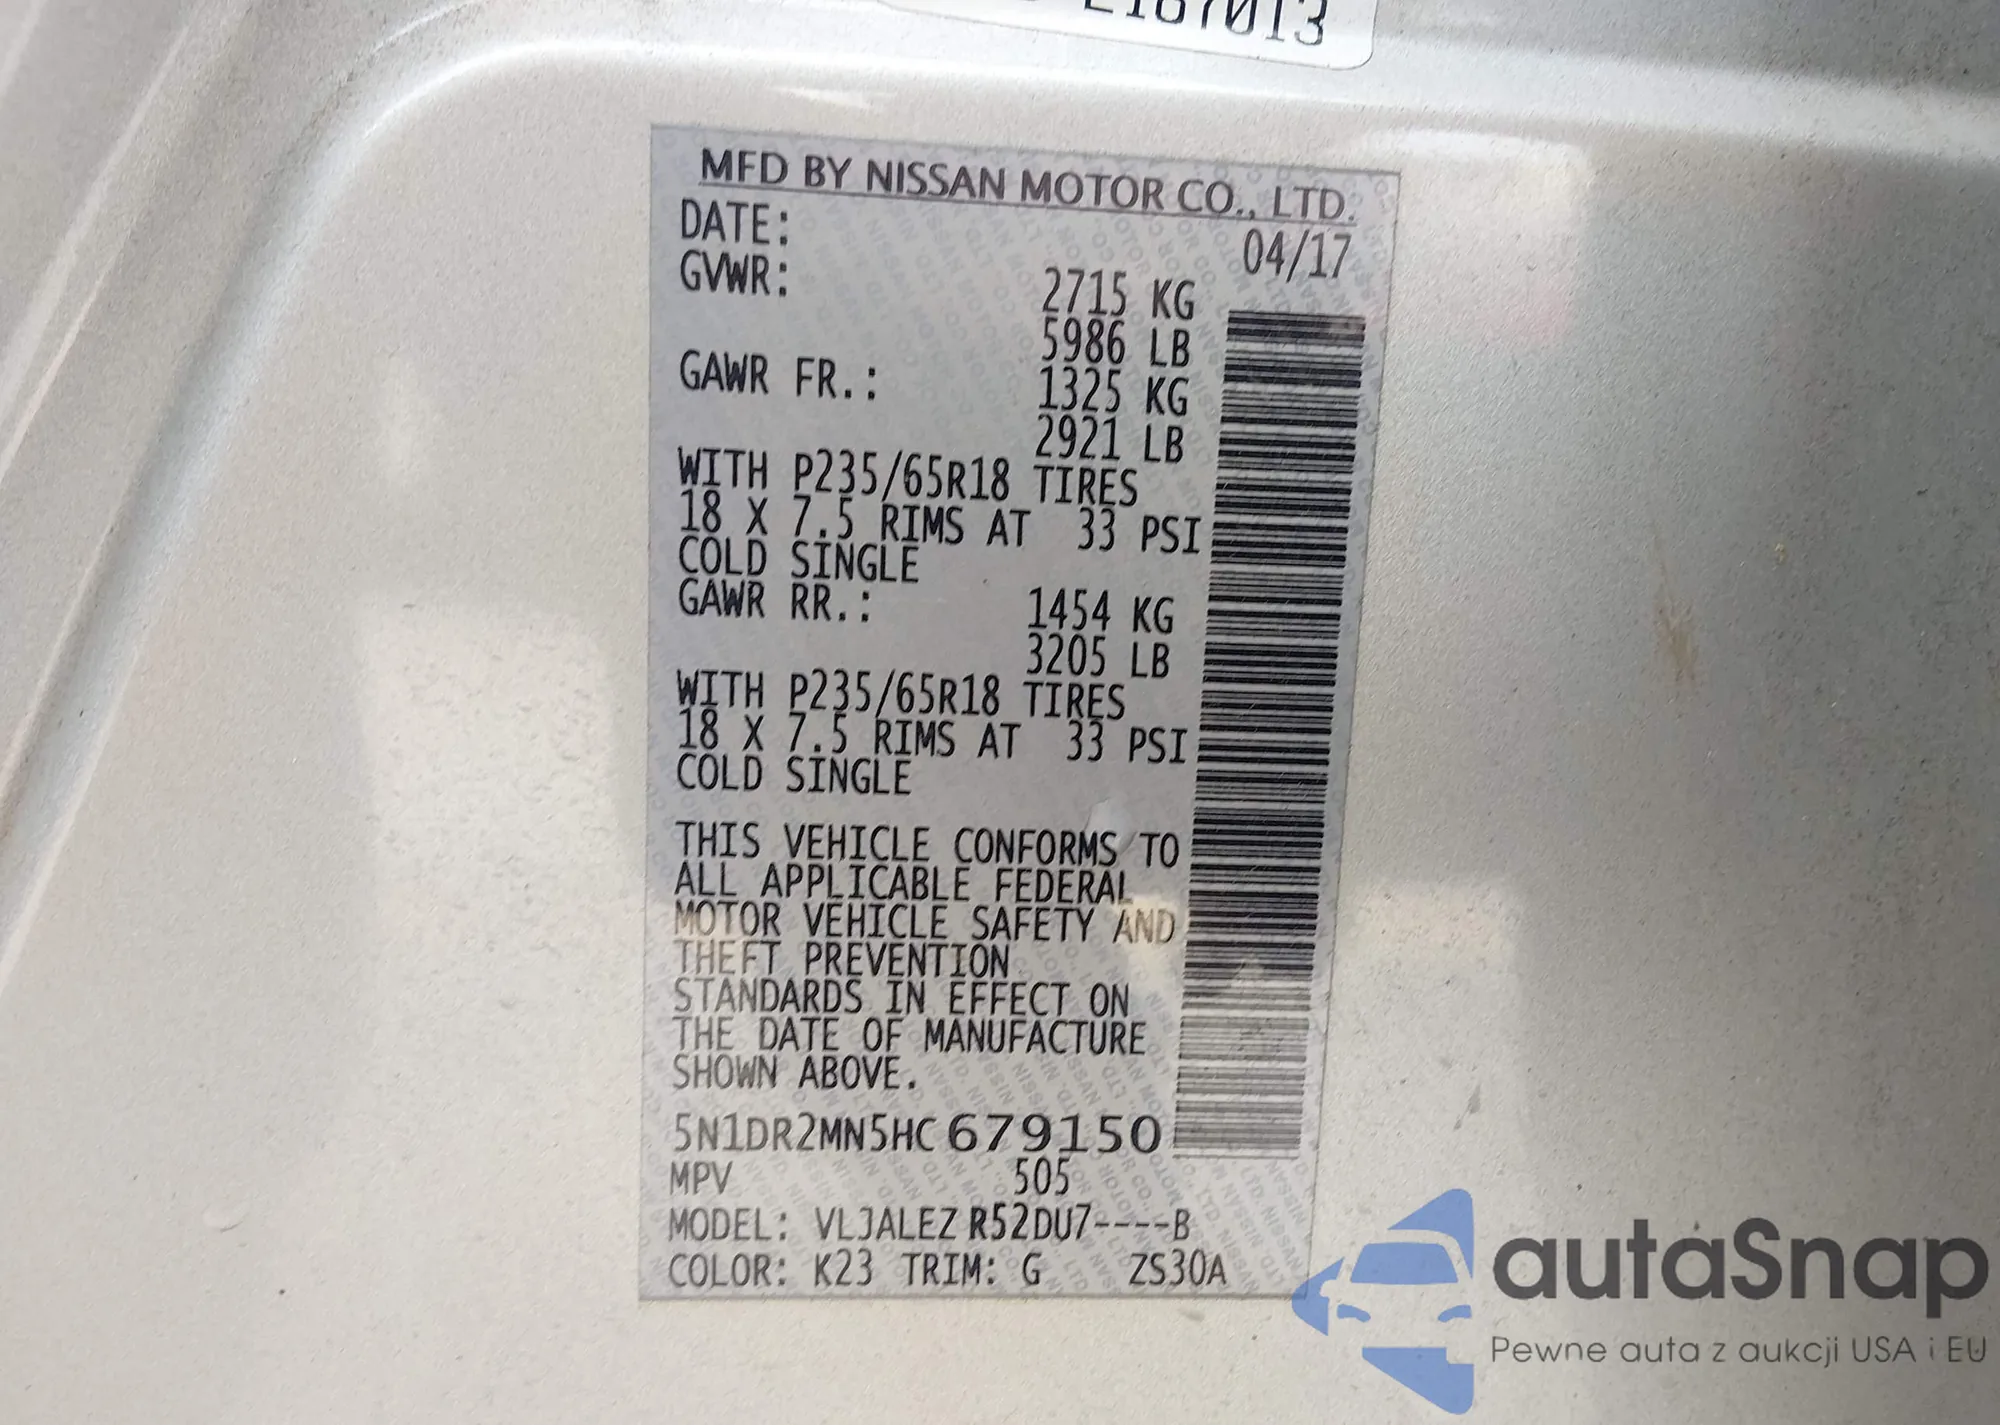 2187013
MFD BY NISSAN MOTOR CO., LTD.
DATE: 04/17
GVWR: 2715 KG
5986 LB
GAWR FR.: 1325 KG
2921 LB
WITH P235/65R18 TIRES
18 X 7.5 RIMS AT 33 PSI
COLD SINGLE
GAWR RR.: 1454 KG
3205 LB
WITH P235/65R18 TIRES
18 X 7.5 RIMS AT 33 PSI
COLD SINGLE
THIS VEHICLE CONFORMS TO
ALL APPLICABLE FEDERAL
MOTOR VEHICLE SAFETY AND
THEFT PREVENTION
STANDARDS IN EFFECT ON
THE DATE OF MANUFACTURE
SHOWN ABOVE.
5N1DR2MN5HC679150
MPV 505
MODEL: VLJALEZ R52DU7----B
COLOR: K23 TRIM: G ZS30A
autaSnap
Pewne auta z aukcji USA i EU